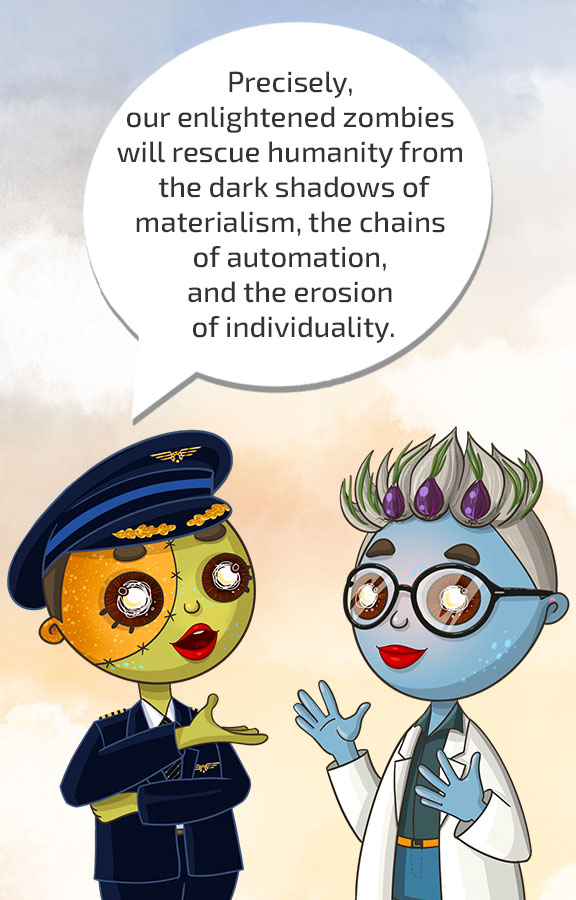 Precisely,
our enlightened zombies
will rescue humanity from
the dark shadows of
materialism, the chains
of automation,
and the erosion
of individuality.